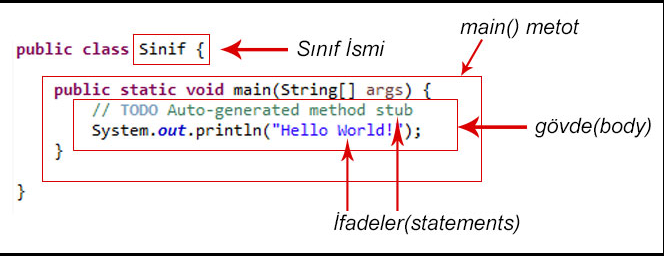 main() metot
public class Sinif {
Sınıf İsmi
public static void main(String[] args) {
// TODO Auto-generated method stub
System.out.println("Hello World!");
gövde(body)
}
}
İfadeler(statements)